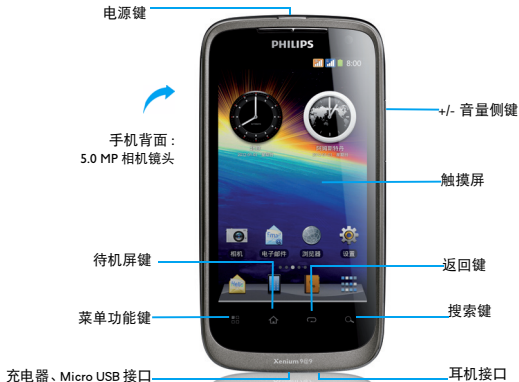 电源键
PHILIPS
8:00
+/- 音量侧键
手机背面：
5.0 MP 相机镜头
触摸屏
相机 电子邮件 浏览器 设置
待机屏键
返回键
菜单功能键
搜索键
Xenium
充电器、Micro USB 接口
耳机接口